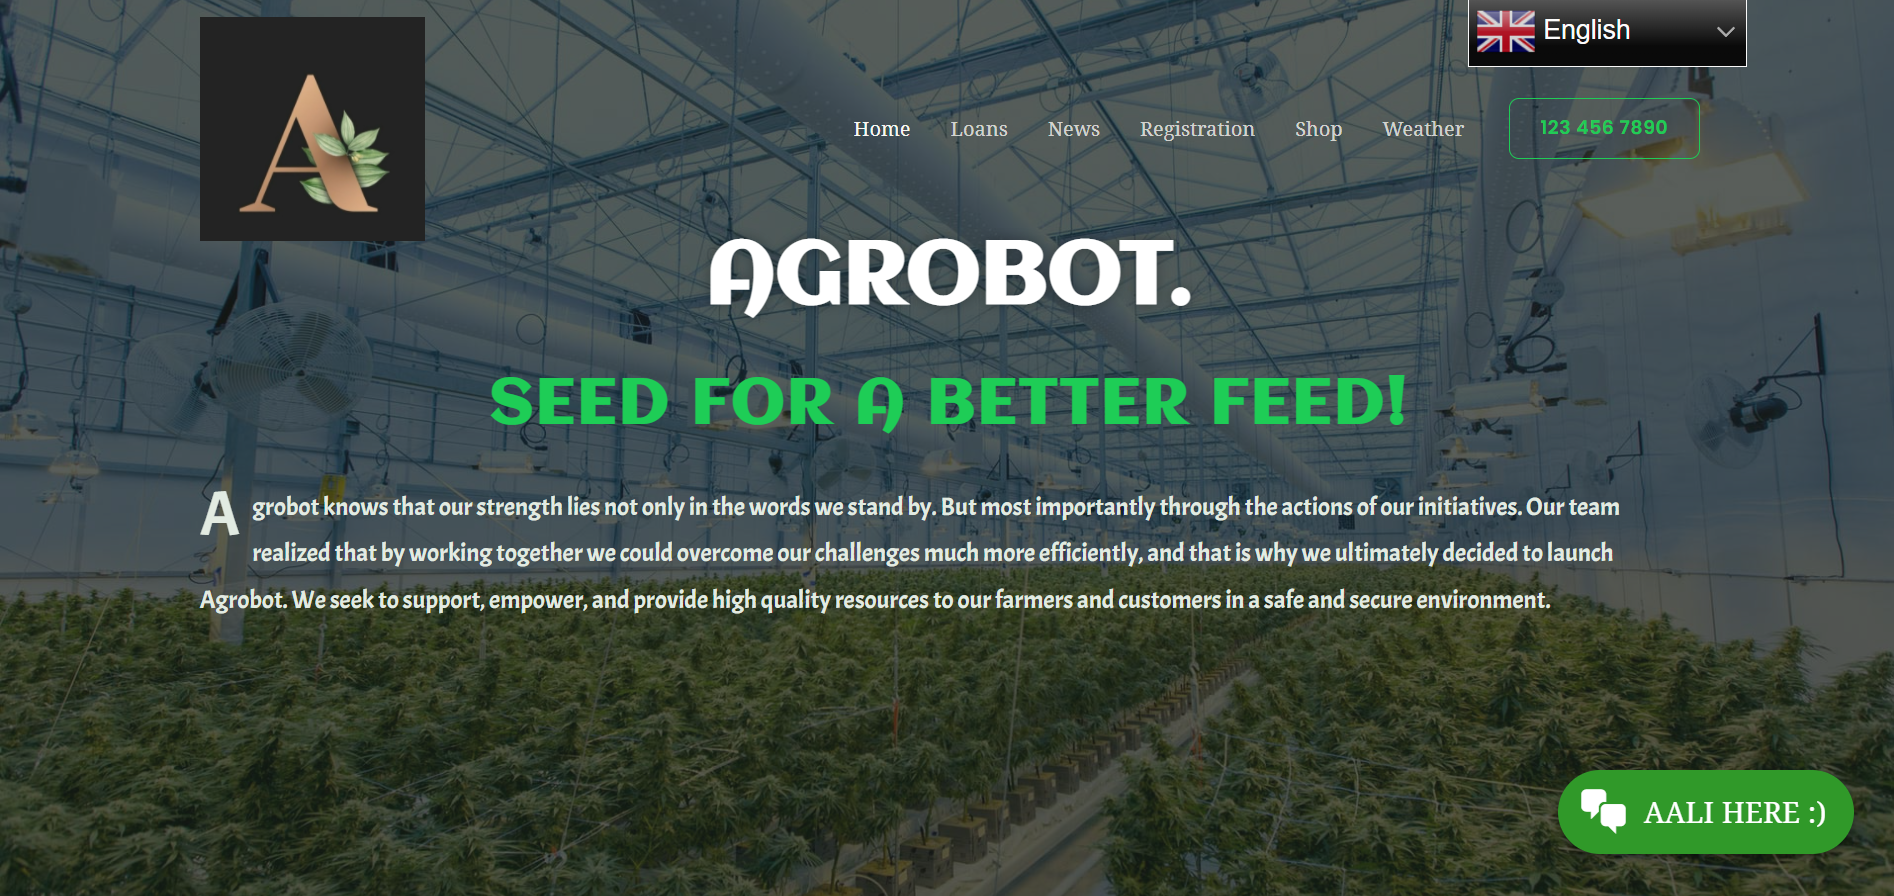 A
English
Home Loans News Registration Shop Weather 123 456 7890
AGROBOT.
SEED FOR A BETTER FEED!
Agrobot knows that our strength lies not only in the words we stand by. But most importantly through the actions of our initiatives. Our team
realized that by working together we could overcome our challenges much more efficiently, and that is why we ultimately decided to launch
Agrobot. We seek to support, empower, and provide high quality resources to our farmers and customers in a safe and secure environment.
AALI HERE :)